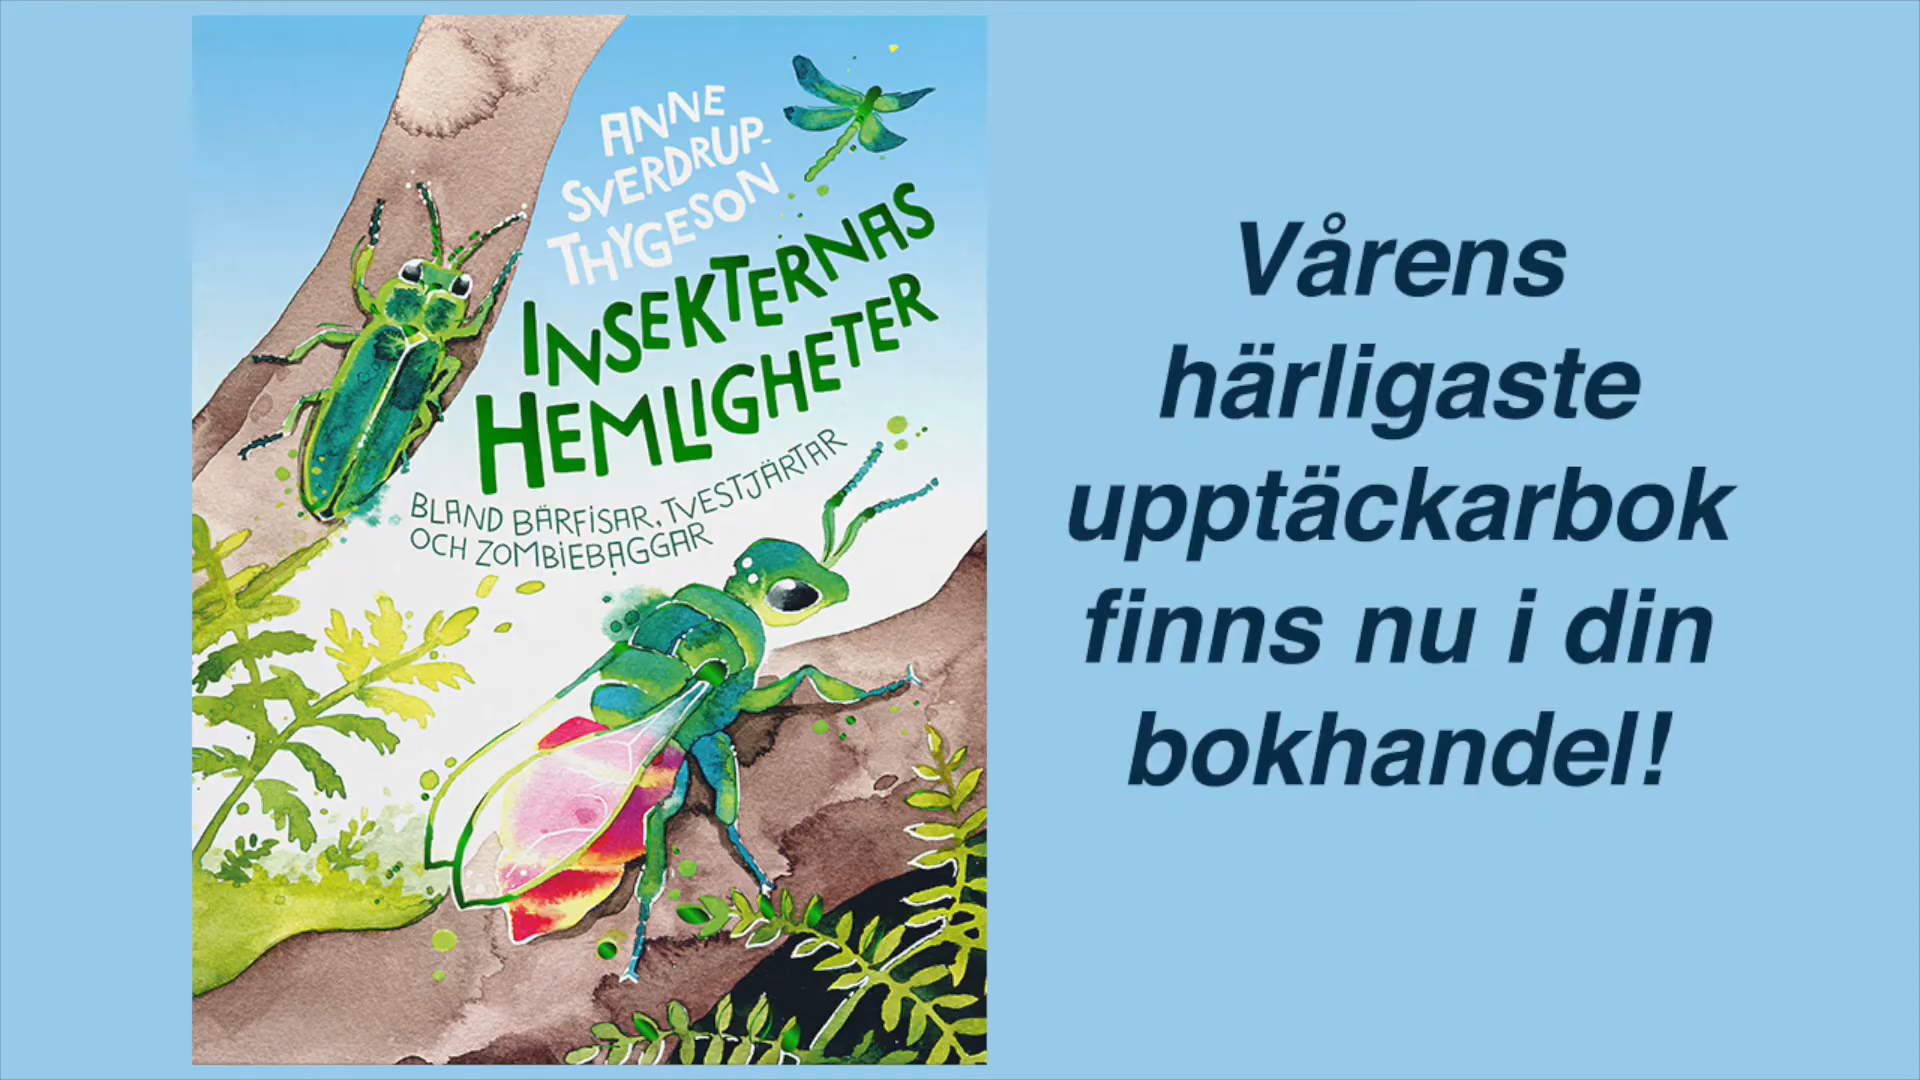 ANNE
SVERDRUP-
THYGESON
INSEKTERNAS
HEMLIGHETER
BLAND BÄRFISAR, TVESTJÄRTAR
OCH ZOMBIEBAGGAR
Vårens
härligaste
upptäckarbok
finns nu i din
bokhandel!